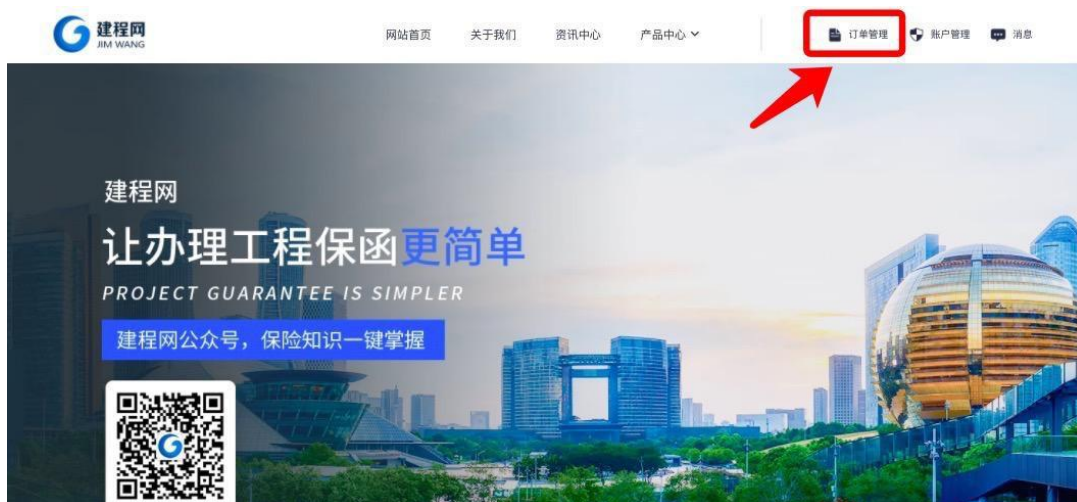 建程网
JIM WANG
网站首页 关于我们 资讯中心 产品中心 订单管理 账户管理 消息
建程网
让办理工程保函更简单
PROJECT GUARANTEE IS SIMPLER
建程网公众号，保险知识一键掌握